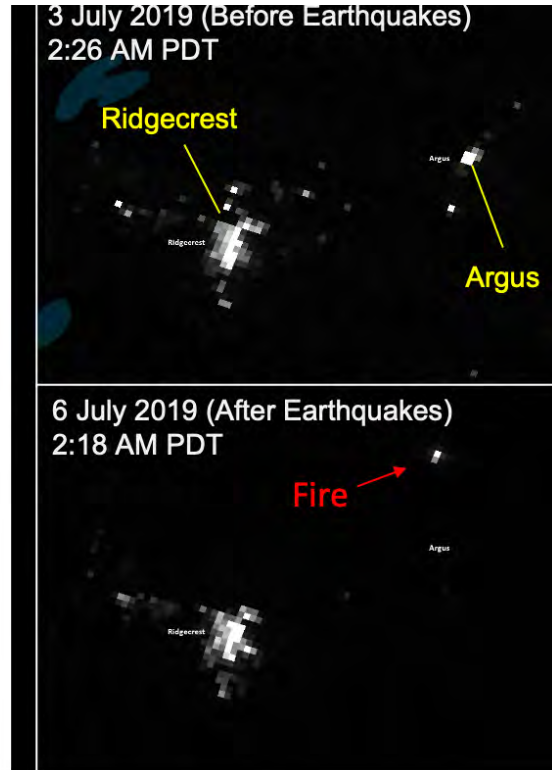 3 July 2019 (Before Earthquakes)
2:26 AM PDT
Ridgecrest
Argus
Ridgecrest
Argus
6 July 2019 (After Earthquakes)
2:18 AM PDT
Fire
Argus
Ridgecrest